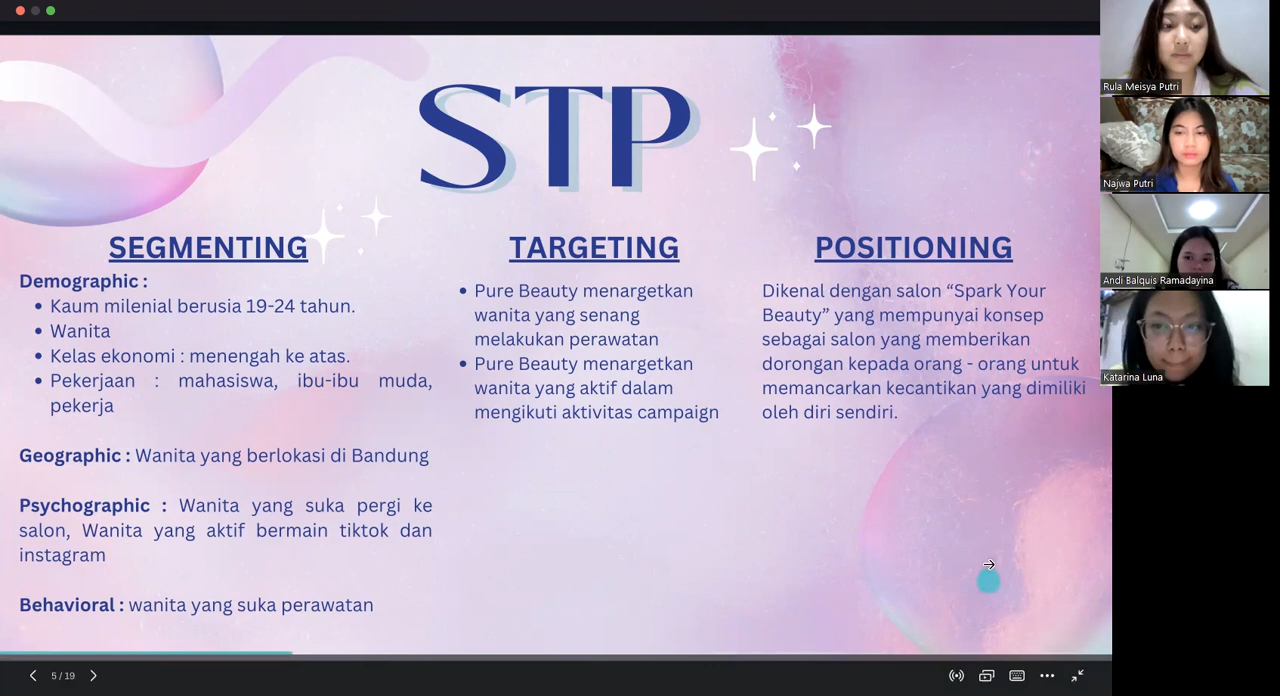 STP
SEGMENTING
Demographic :
Kaum milenial berusia 19-24 tahun.
Wanita
Kelas ekonomi : menengah ke atas.
Pekerjaan : mahasiswa, ibu-ibu muda,
pekerja
Geographic : Wanita yang berlokasi di Bandung
Psychographic : Wanita yang suka pergi ke
salon, Wanita yang aktif bermain tiktok dan
instagram
Behavioral : wanita yang suka perawatan
TARGETING
Pure Beauty menargetkan
wanita yang senang
melakukan perawatan
Pure Beauty menargetkan
wanita yang aktif dalam
mengikuti aktivitas campaign
POSITIONING
Dikenal dengan salon “Spark Your
Beauty” yang mempunyai konsep
sebagai salon yang memberikan
dorongan kepada orang - orang untuk
memancarkan kecantikan yang dimiliki
oleh diri sendiri.
Rula Meisya Putri
Najwa Putri
Andi Balquis Ramadayina
Katarina Luna
5 / 19